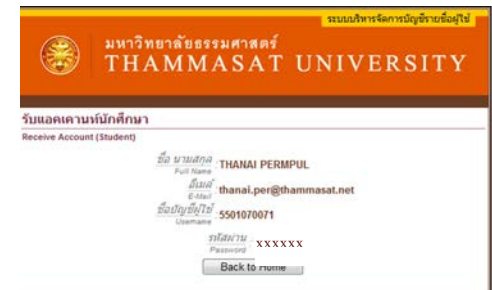 ระบบบริหารจัดการบัญชีรายชื่อผู้ใช้
มหาวิทยาลัยธรรมศาสตร์
THAMMASAT UNIVERSITY
รับแอคเคานท์นักศึกษา
Receive Account (Student)
ชื่อ นามสกุล : THANAI PERMPUL
Full Name
อีเมล์ : thanai.per@thammasat.net
E-Mail
ชื่อบัญชีผู้ใช้ : 5501070071
Username
รหัสผ่าน : xxxxxx
Password
Back to Home